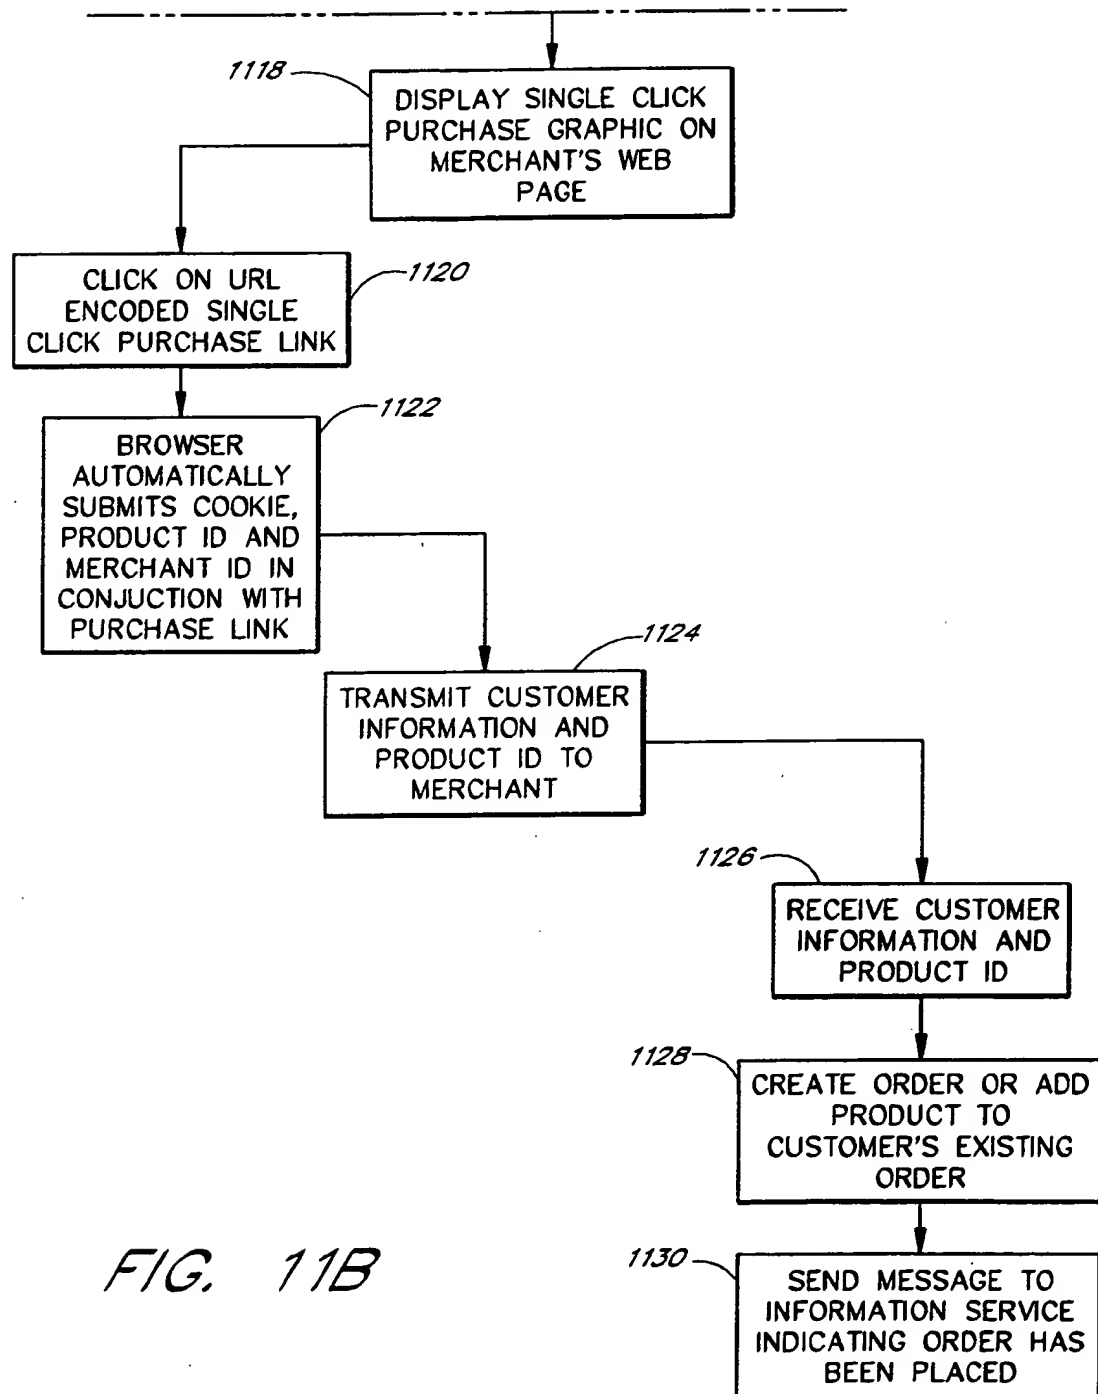 1118
DISPLAY SINGLE CLICK
PURCHASE GRAPHIC ON
MERCHANT'S WEB
PAGE
CLICK ON URL
ENCODED SINGLE
CLICK PURCHASE LINK
1120
1122
BROWSER
AUTOMATICALLY
SUBMITS COOKIE,
PRODUCT ID AND
MERCHANT ID IN
CONJUCTION WITH
PURCHASE LINK
1124
TRANSMIT CUSTOMER
INFORMATION AND
PRODUCT ID TO
MERCHANT
1126
RECEIVE CUSTOMER
INFORMATION AND
PRODUCT ID
1128
CREATE ORDER OR ADD
PRODUCT TO
CUSTOMER'S EXISTING
ORDER
1130
SEND MESSAGE TO
INFORMATION SERVICE
INDICATING ORDER HAS
BEEN PLACED
FIG. 11B